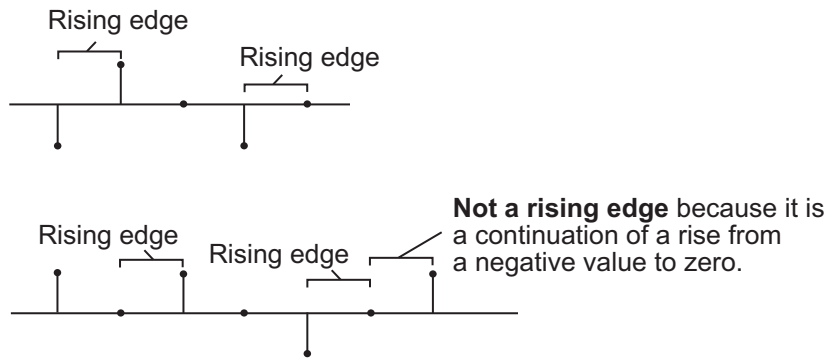 Rising edge
Rising edge
Not a rising edge because it is
a continuation of a rise from
a negative value to zero.
Rising edge
Rising edge